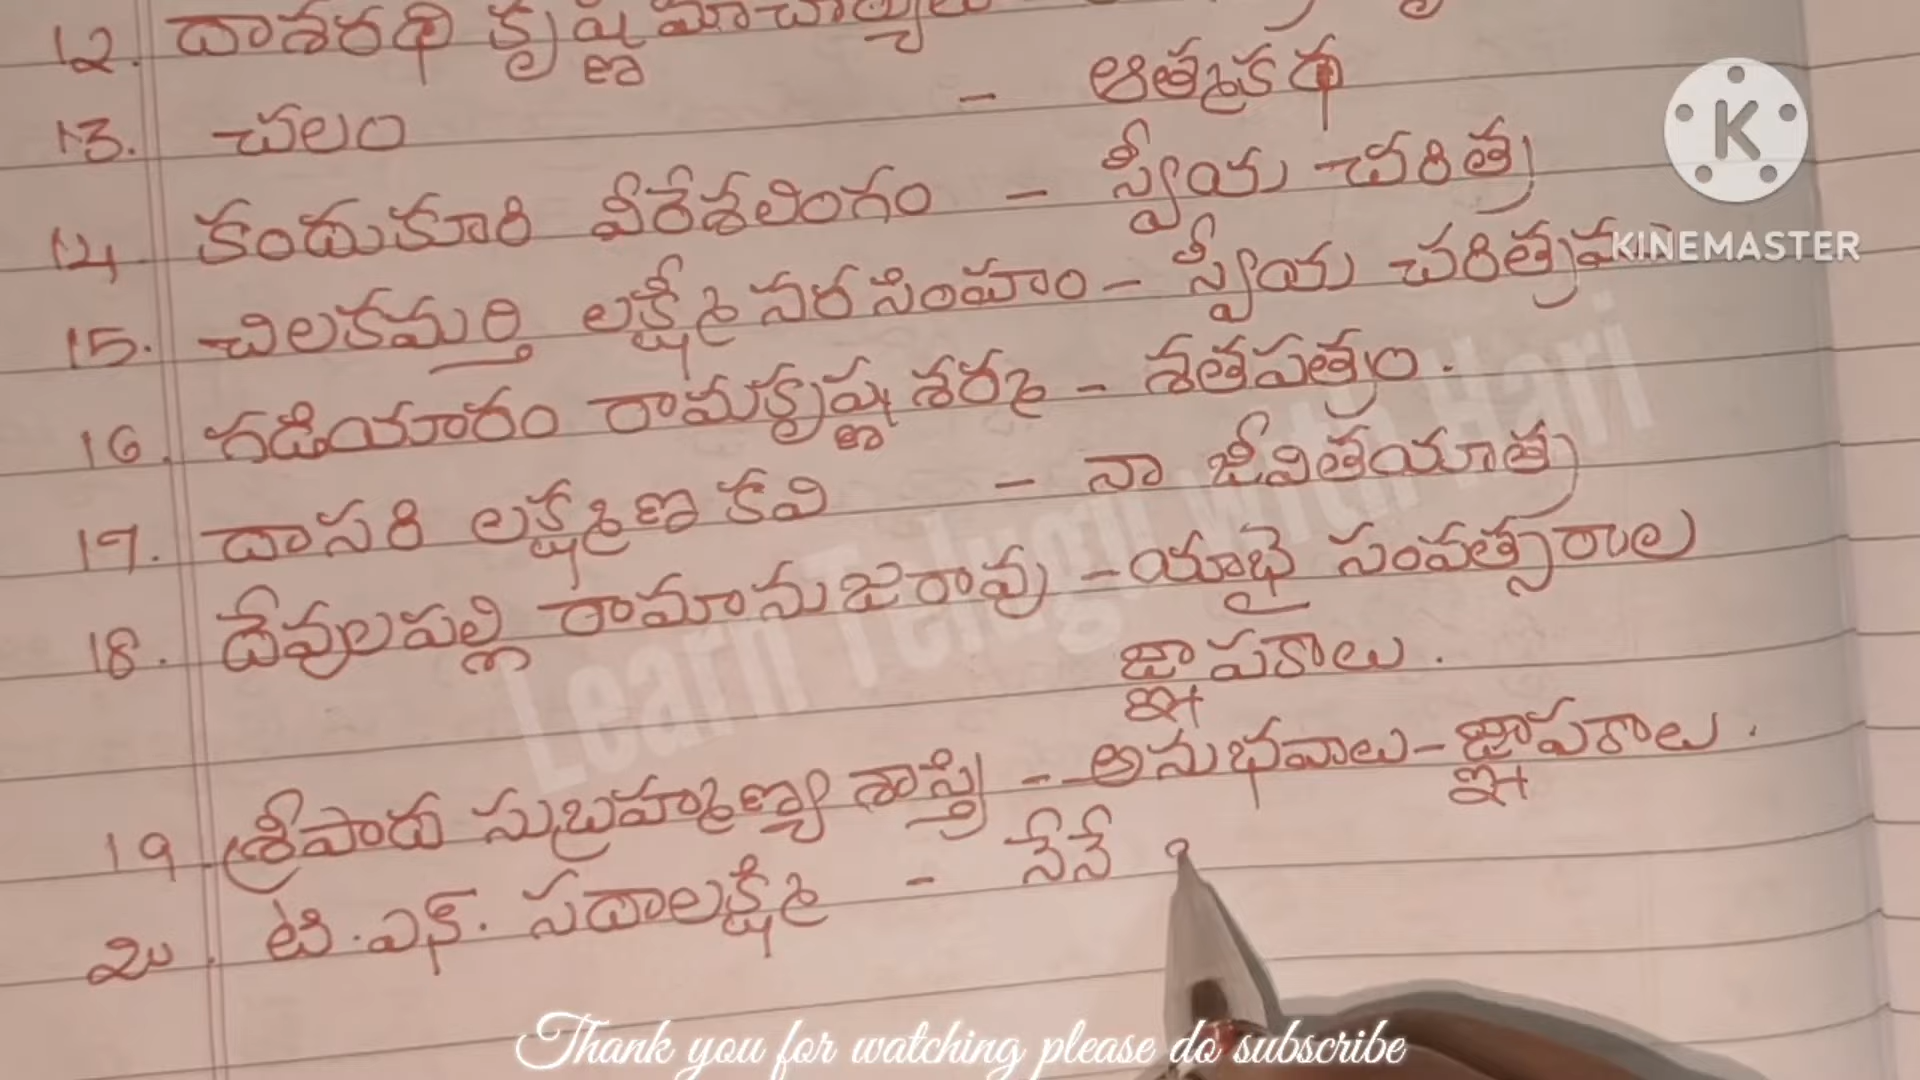 12. దాశరథి కృష్ణమాచార్యులు -
13. చలం - ఆత్మకథ
14. కందుకూరి వీరేశలింగం - స్వీయ చరిత్ర
15. చిలకమర్తి లక్ష్మీనరసింహం - స్వీయ చరిత్రము
16. గడియారం రామకృష్ణ శర్మ - శతపత్రం.
17. దాసరి లక్ష్మణకవి - నా జీవితయాత్ర
18. దేవులపల్లి రామానుజరావు - యాభై సంవత్సరాల
జ్ఞాపకాలు.
19. శ్రీపాద సుబ్రహ్మణ్య శాస్త్రి - అనుభవాలు - జ్ఞాపకాలు.
20. టి.ఎన్. సదాలక్ష్మి - నేనే
KINEMASTER
Learn Telugu with Hari
Thank you for watching please do subscribe